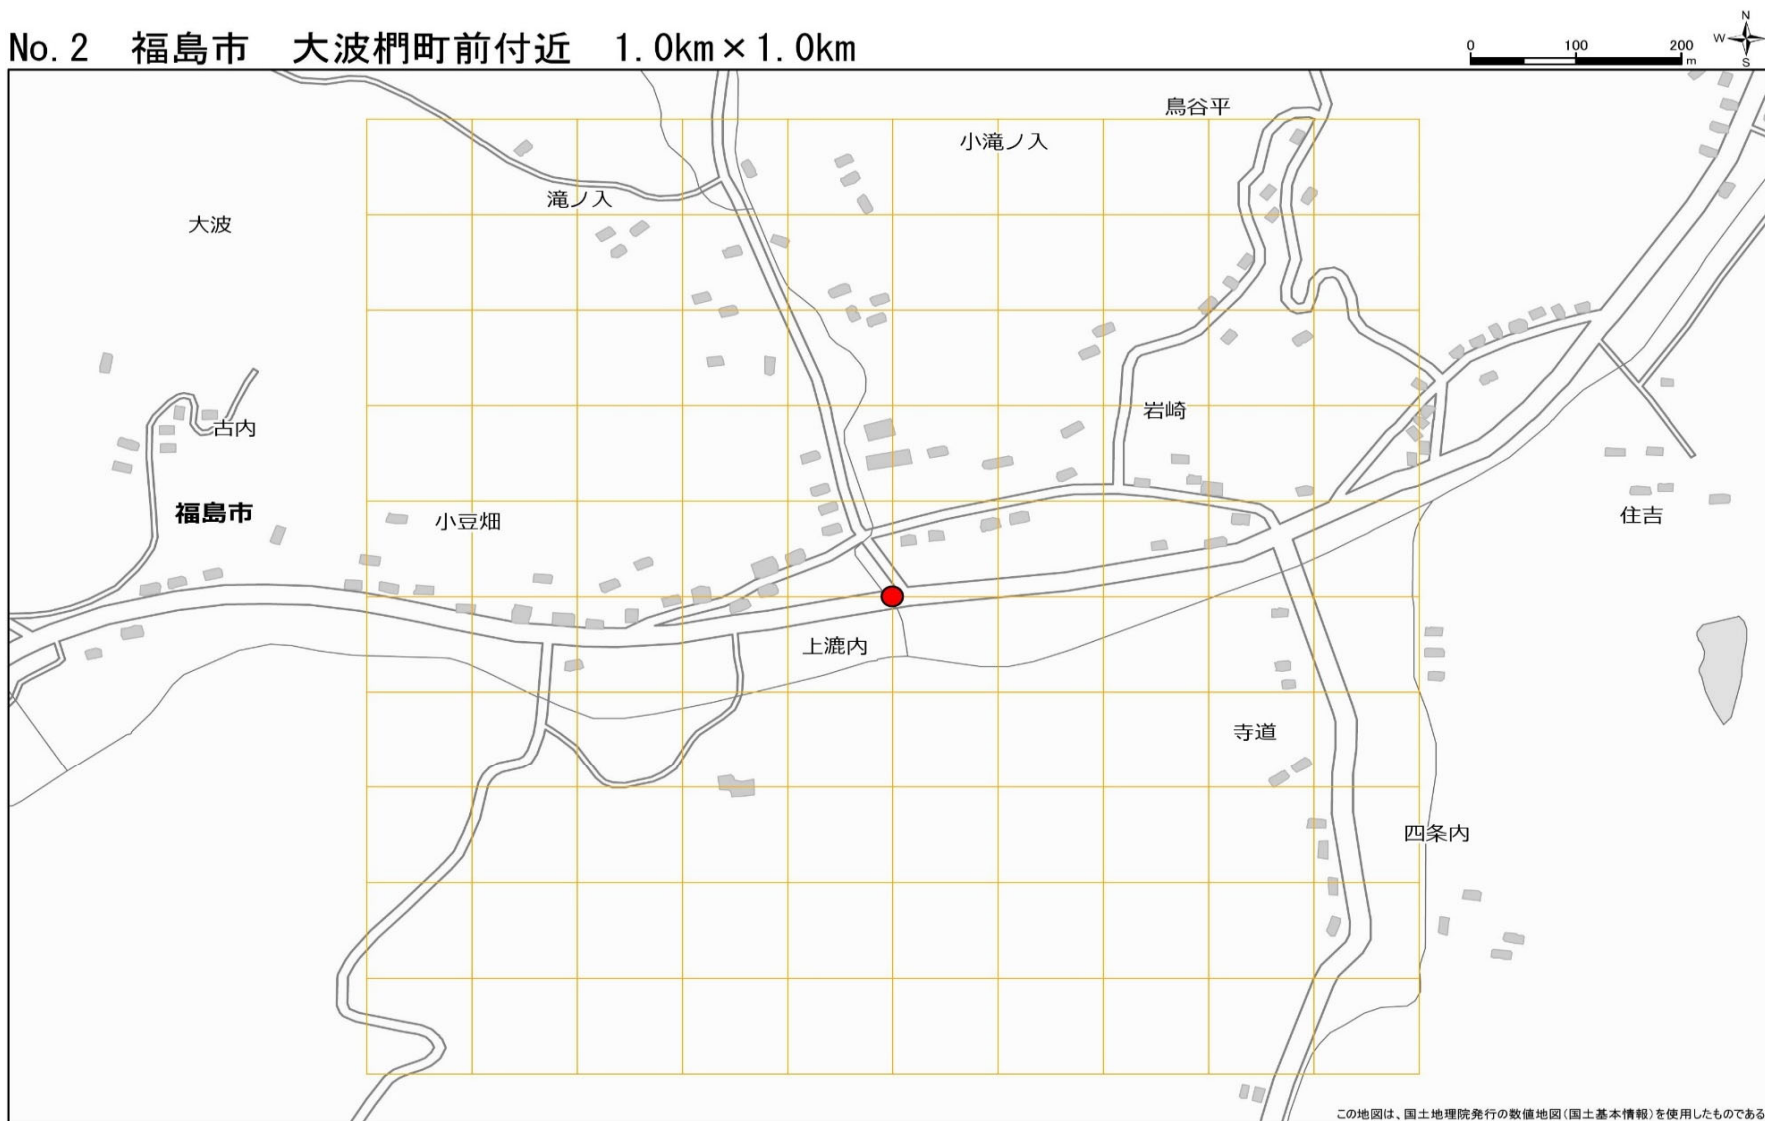 No.2　福島市　大波椚町前付近　1.0km×1.0km
0 100 200 m
N
W
S
鳥谷平
小滝ノ入
滝ノ入
大波
岩崎
古内
福島市
小豆畑
住吉
上漉内
寺道
四条内
この地図は、国土地理院発行の数値地図(国土基本情報)を使用したものである